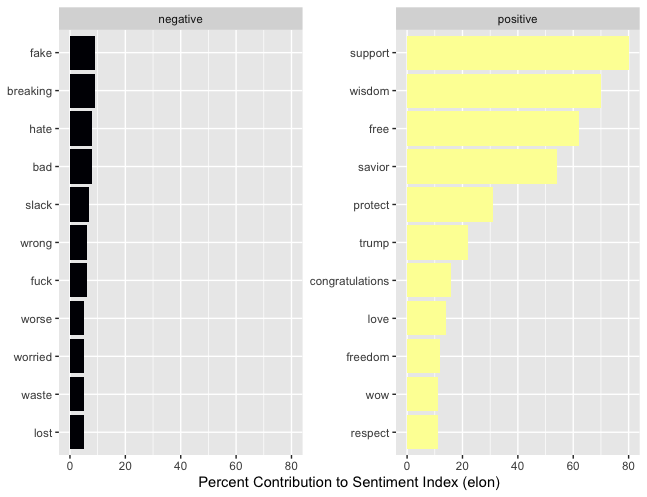 negative
fake
breaking
hate
bad
slack
wrong
fuck
worse
worried
waste
lost
0 20 40 60 80
positive
support
wisdom
free
savior
protect
trump
congratulations
love
freedom
wow
respect
0 20 40 60 80
Percent Contribution to Sentiment Index (elon)